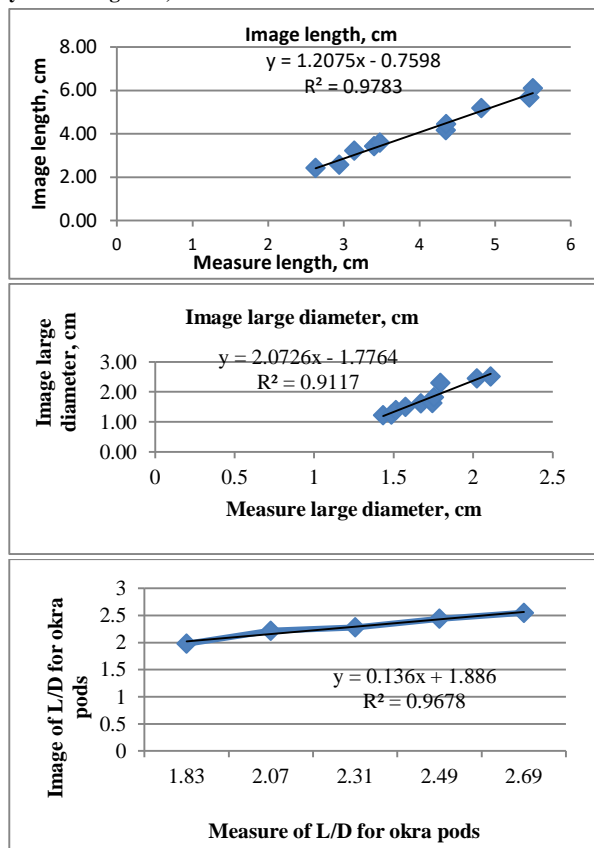 Image length, cm
y = 1.2075x - 0.7598
R² = 0.9783
Image length, cm
8.00
6.00
4.00
2.00
0.00
0 1 2 3 4 5 6
Measure length, cm
Image large diameter, cm
y = 2.0726x - 1.7764
R² = 0.9117
Image large
diameter, cm
3.00
2.00
1.00
0.00
0 0.5 1 1.5 2 2.5
Measure large diameter, cm
Image of L/D for okra
pods
3
2.5
2
1.5
1
0.5
0
y = 0.136x + 1.886
R² = 0.9678
1.83 2.07 2.31 2.49 2.69
Measure of L/D for okra pods